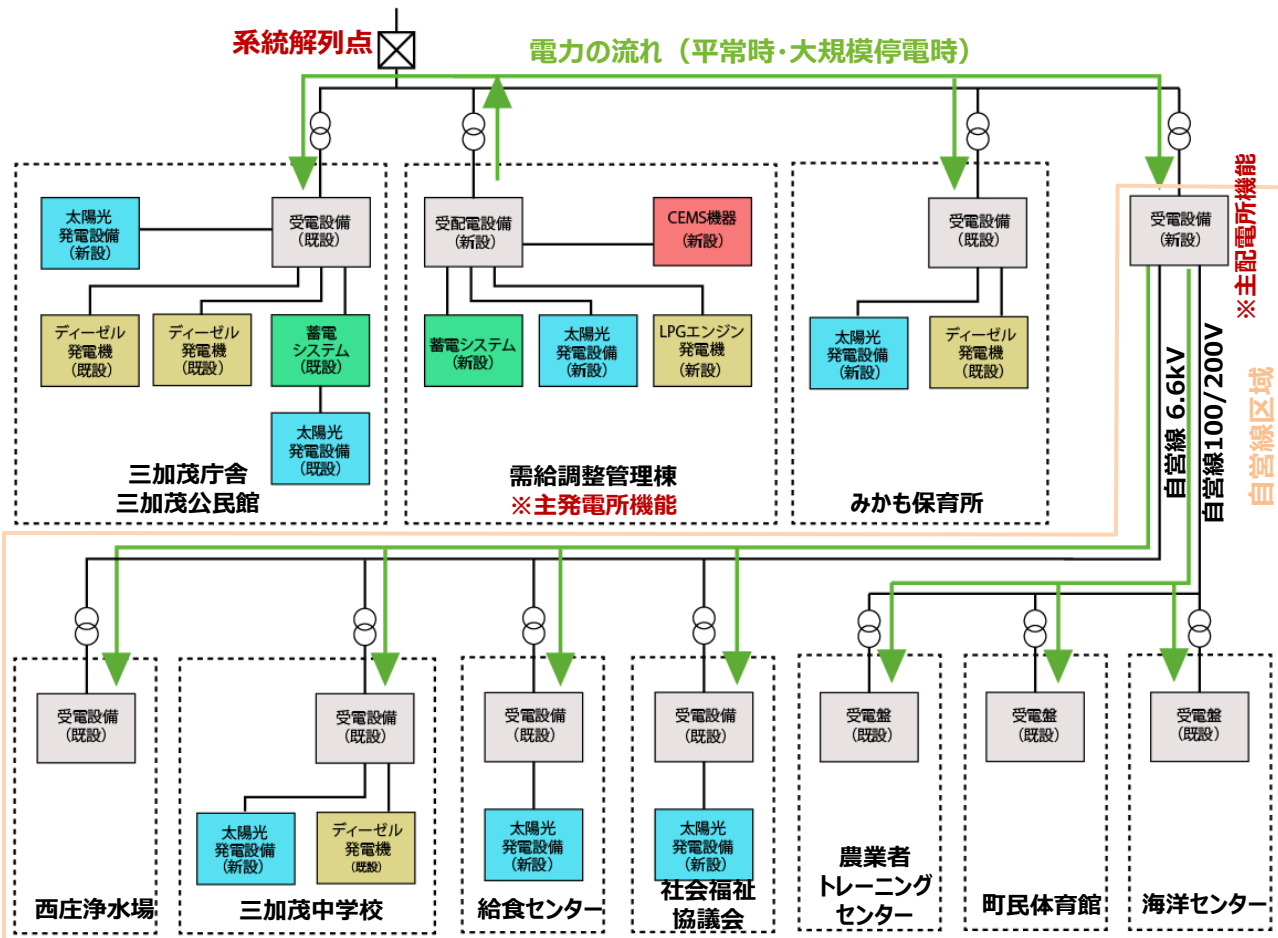 系統解列点
電力の流れ（平常時・大規模停電時）
太陽光
発電設備
（新設）
受電設備
（既設）
ディーゼル
発電機
（既設）
ディーゼル
発電機
（既設）
蓄電
システム
（既設）
太陽光
発電設備
（既設）
三加茂庁舎
三加茂公民館
受配電設備
（新設）
CEMS機器
（新設）
蓄電システム
（新設）
太陽光
発電設備
（新設）
LPGエンジン
発電機
（新設）
需給調整管理棟
※主発電所機能
受電設備
（既設）
太陽光
発電設備
（新設）
ディーゼル
発電機
（既設）
みかも保育所
受電設備
（新設）
※主配電所機能
自営線 6.6kV
自営線100/200V
自営線区域
受電設備
（既設）
西庄浄水場
受電設備
（既設）
太陽光
発電設備
（新設）
ディーゼル
発電機
（既設）
三加茂中学校
受電設備
（既設）
太陽光
発電設備
（新設）
給食センター
受電設備
（既設）
太陽光
発電設備
（新設）
社会福祉
協議会
受電盤
（既設）
農業者
トレーニング
センター
受電盤
（既設）
町民体育館
受電盤
（既設）
海洋センター